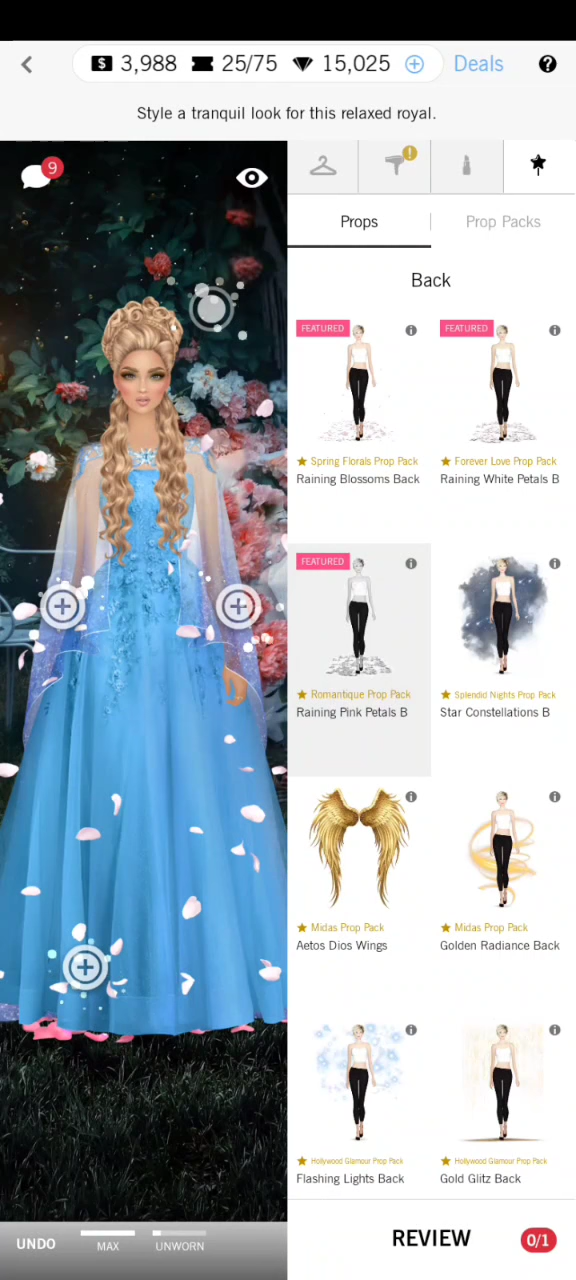 3,988 25/75 15,025 Deals ?
Style a tranquil look for this relaxed royal.
9
!
Props Prop Packs
Back
FEATURED FEATURED
Spring Florals Prop Pack Forever Love Prop Pack
Raining Blossoms Back Raining White Petals B
FEATURED
Romantique Prop Pack Splendid Nights Prop Pack
Raining Pink Petals B Star Constellations B
Midas Prop Pack Midas Prop Pack
Aetos Dios Wings Golden Radiance Back
Hollywood Glamour Prop Pack Hollywood Glamour Prop Pack
Flashing Lights Back Gold Glitz Back
UNDO MAX UNWORN REVIEW 0/1